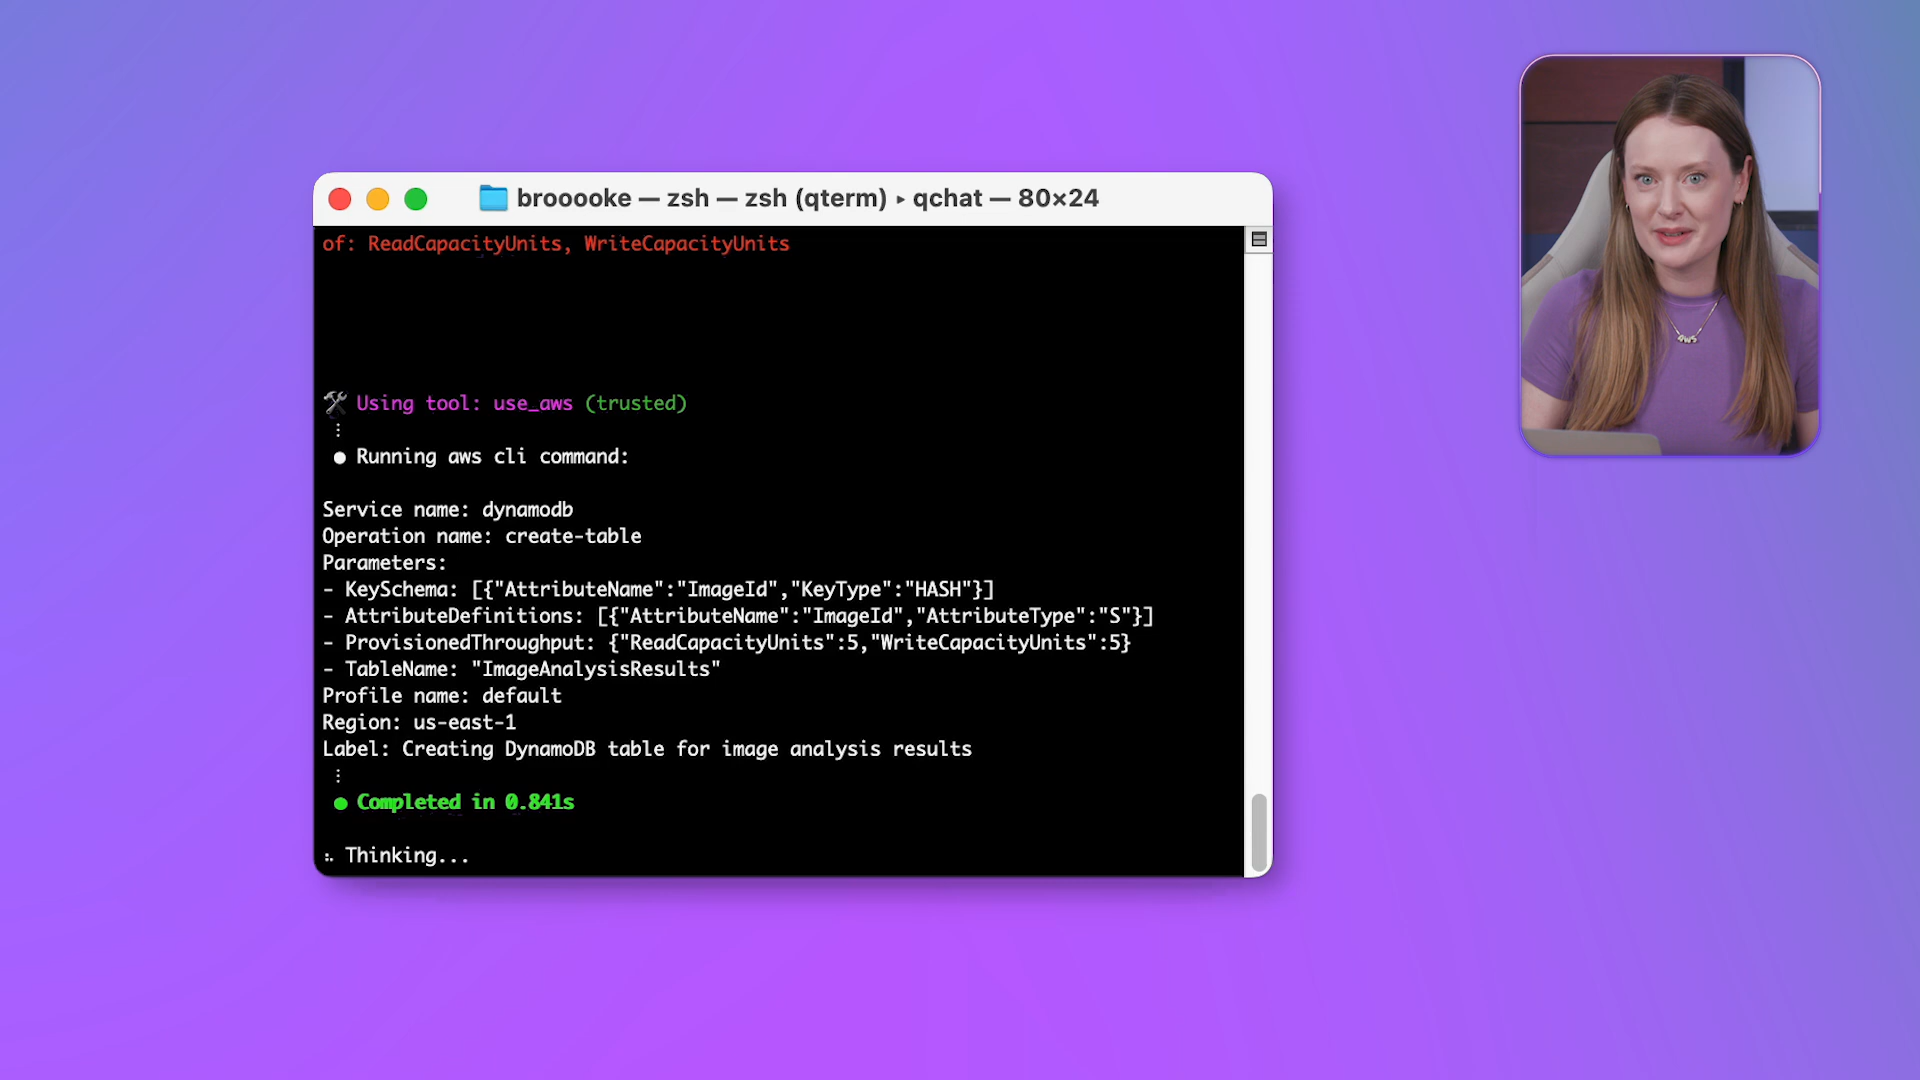 brooooke — zsh — zsh (qterm) ▸ qchat — 80×24
of: ReadCapacityUnits, WriteCapacityUnits
🛠 Using tool: use_aws (trusted)
⋮
● Running aws cli command:
Service name: dynamodb
Operation name: create-table
Parameters:
- KeySchema: [{"AttributeName":"ImageId","KeyType":"HASH"}]
- AttributeDefinitions: [{"AttributeName":"ImageId","AttributeType":"S"}]
- ProvisionedThroughput: {"ReadCapacityUnits":5,"WriteCapacityUnits":5}
- TableName: "ImageAnalysisResults"
Profile name: default
Region: us-east-1
Label: Creating DynamoDB table for image analysis results
⋮
● Completed in 0.841s
⠦ Thinking...
aws